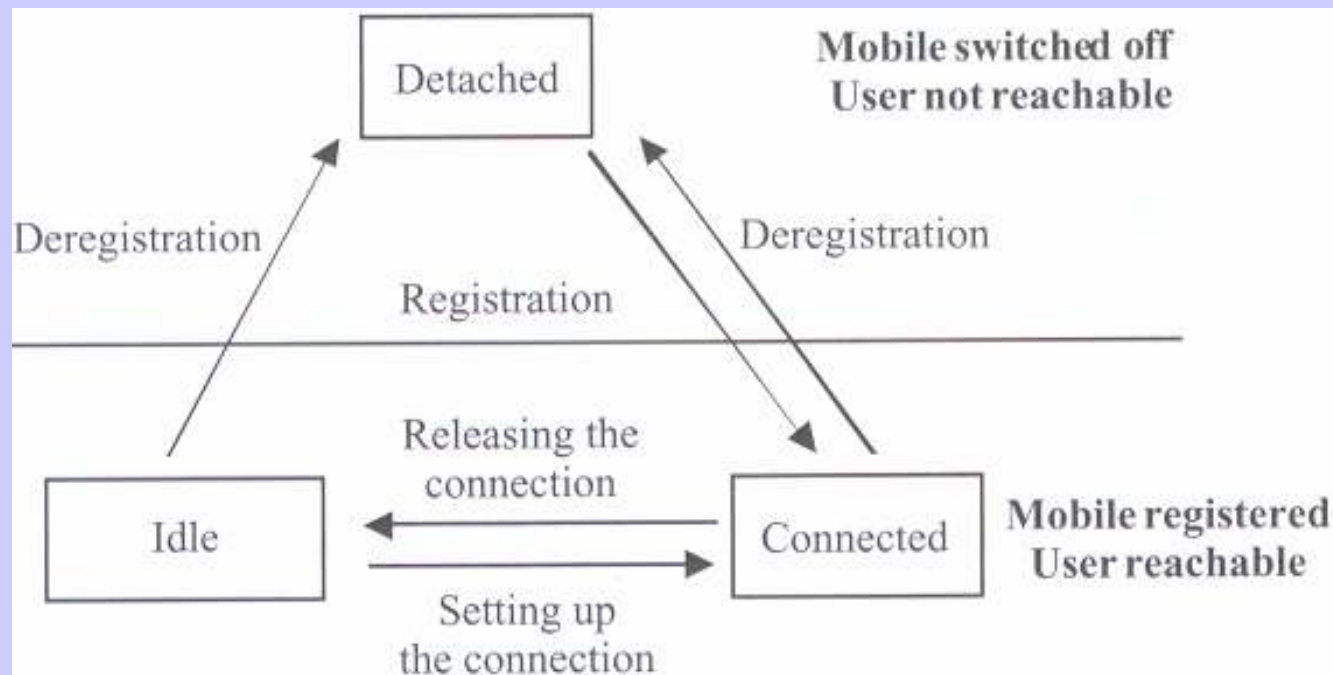 Detached
Mobile switched off
User not reachable
Deregistration
Deregistration
Registration
Releasing the
connection
Idle
Connected
Mobile registered
User reachable
Setting up
the connection